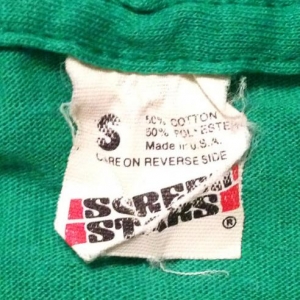 S
50% COTTON
50% POLYESTER
Made in U.S.A.
CARE ON REVERSE SIDE
SCREEN
STARS
®